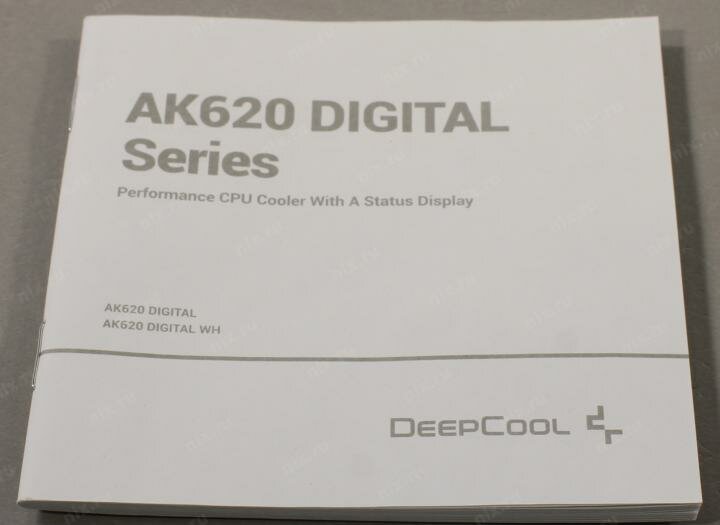 AK620 DIGITAL
Series
Performance CPU Cooler With A Status Display
AK620 DIGITAL
AK620 DIGITAL WH
DEEPCOOL